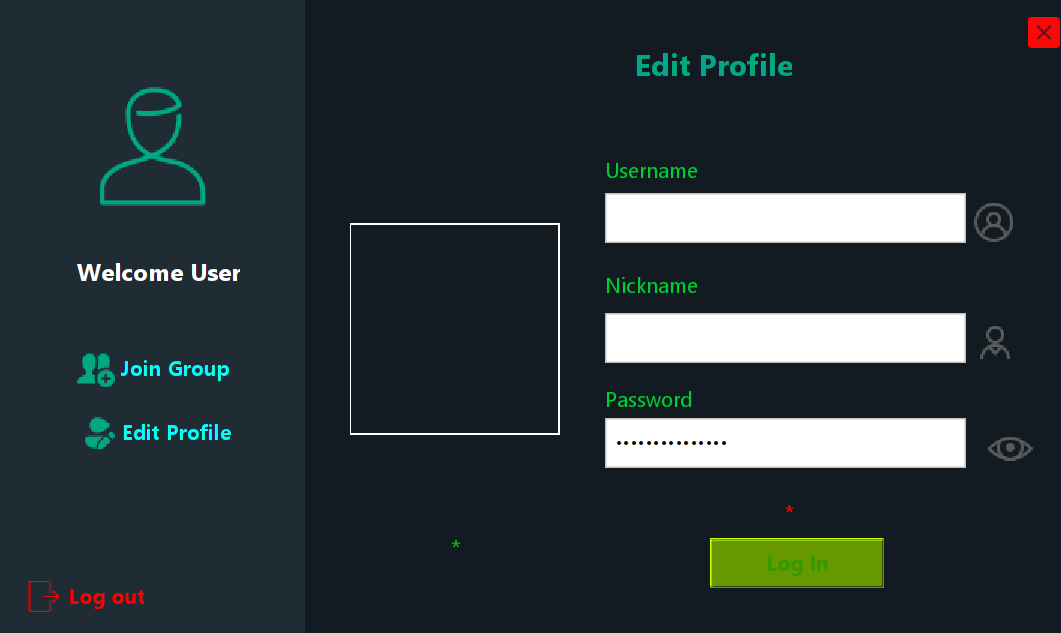 Edit Profile
Username
Welcome User
Nickname
Join Group
Password
Edit Profile
***************
*
*
Log In
Log out